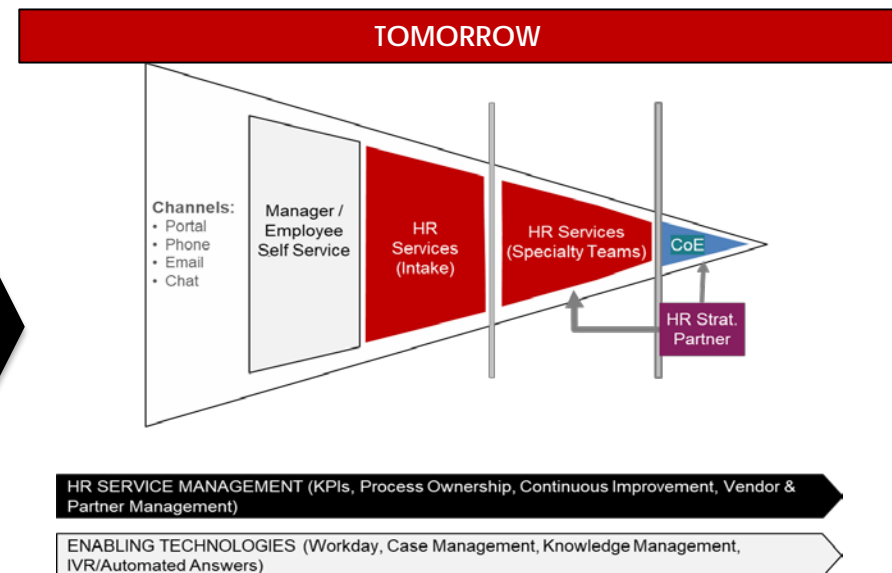 TOMORROW
Channels:
• Portal
• Phone
• Email
• Chat
Manager /
Employee
Self Service
HR
Services
(Intake)
HR Services
(Specialty Teams)
CoE
HR Strat.
Partner
HR SERVICE MANAGEMENT (KPIs, Process Ownership, Continuous Improvement, Vendor &
Partner Management)
ENABLING TECHNOLOGIES (Workday, Case Management, Knowledge Management,
IVR/Automated Answers)